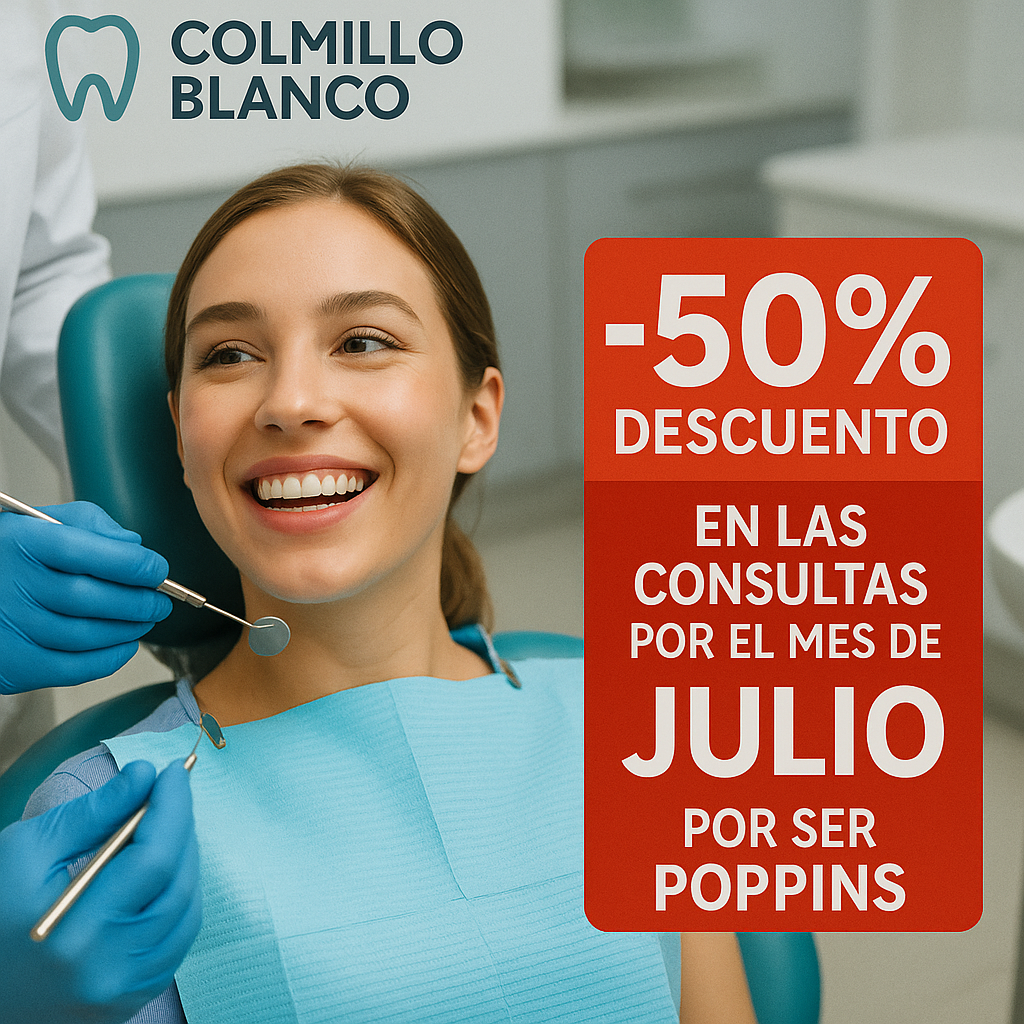 COLMILLO
BLANCO
-50%
DESCUENTO
EN LAS
CONSULTAS
POR EL MES DE
JULIO
POR SER
POPPINS